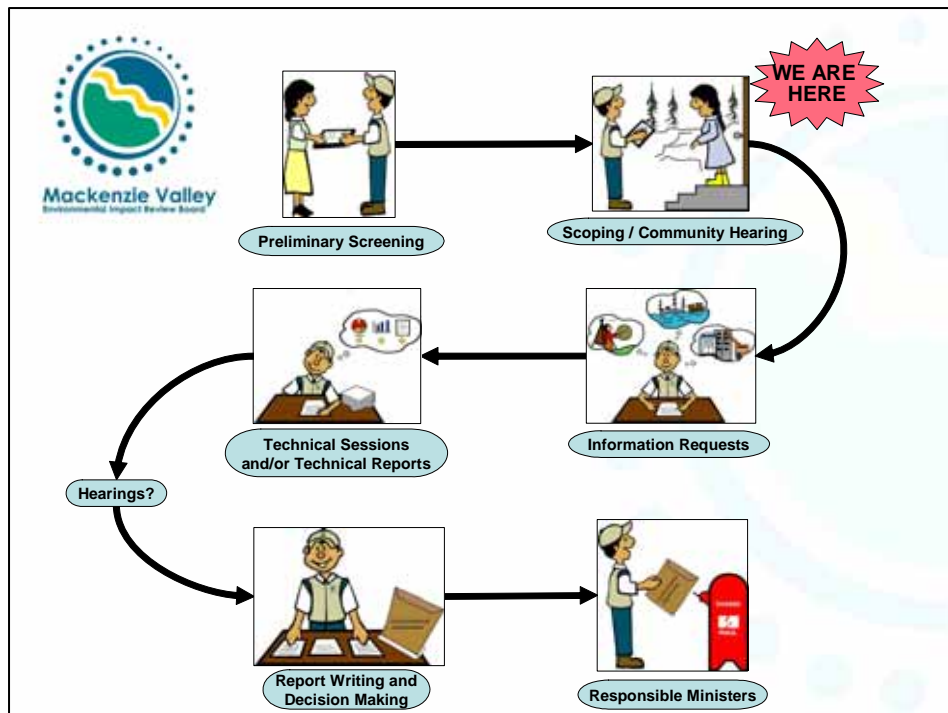 Mackenzie Valley
Environmental Impact Review Board
WE ARE
HERE
Preliminary Screening
Scoping / Community Hearing
Information Requests
Technical Sessions
and/or Technical Reports
Hearings?
Report Writing and
Decision Making
Responsible Ministers